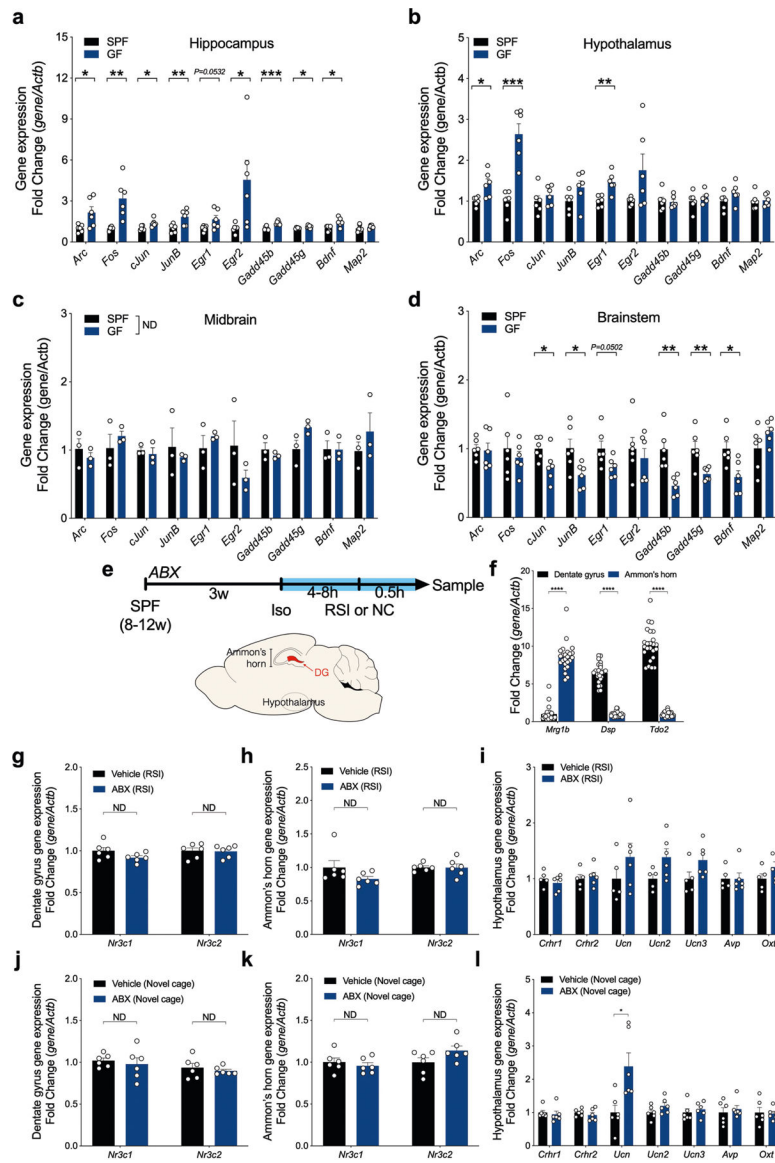 a
Hippocampus
SPF
GF
Gene expression
Fold Change (gene/Actb)
15
12
9
6
3
0
* ** * ** P=0.0532 * *** * *
Arc Fos cJun JunB Egr1 Egr2 Gadd45b Gadd45g Bdnf Map2
b
Hypothalamus
SPF
GF
Gene expression
Fold Change (gene/Actb)
5
4
3
2
1
0
* *** **
Arc Fos cJun JunB Egr1 Egr2 Gadd45b Gadd45g Bdnf Map2
c
Midbrain
SPF
GF
ND
Gene expression
Fold Change (gene/Actb)
3
2
1
0
Arc Fos cJun JunB Egr1 Egr2 Gadd45b Gadd45g Bdnf Map2
d
Brainstem
SPF
GF
Gene expression
Fold Change (gene/Actb)
3
2
1
0
* * P=0.0502 ** ** *
Arc Fos cJun JunB Egr1 Egr2 Gadd45b Gadd45g Bdnf Map2
e
ABX
3w 4-8h 0.5h Sample
SPF Iso RSI or NC
(8-12w)
Ammon's
horn
DG
Hypothalamus
f
Dentate gyrus Ammon's horn
Fold Change (gene/Actb)
20
15
10
5
0
**** **** ****
Mrg1b Dsp Tdo2
g
Vehicle (RSI)
ABX (RSI)
Dentate gyrus gene expression
Fold Change (gene/Actb)
2.0
1.5
1.0
0.5
0.0
ND ND
Nr3c1 Nr3c2
h
Vehicle (RSI)
ABX (RSI)
Ammon's horn gene expression
Fold Change (gene/Actb)
2.0
1.5
1.0
0.5
0.0
ND ND
Nr3c1 Nr3c2
i
Vehicle (RSI)
ABX (RSI)
Hypothalamus gene expression
Fold Change (gene/Actb)
3
2
1
0
Crhr1 Crhr2 Ucn Ucn2 Ucn3 Avp Oxt
j
Vehicle (Novel cage)
ABX (Novel cage)
Dentate gyrus gene expression
Fold Change (gene/Actb)
2.0
1.5
1.0
0.5
0.0
ND ND
Nr3c1 Nr3c2
k
Vehicle (Novel cage)
ABX (Novel cage)
Ammon's horn gene expression
Fold Change (gene/Actb)
2.0
1.5
1.0
0.5
0.0
ND ND
Nr3c1 Nr3c2
l
Vehicle (Novel cage)
ABX (Novel cage)
Hypothalamus gene expression
Fold Change (gene/Actb)
5
4
3
2
1
0
*
Crhr1 Crhr2 Ucn Ucn2 Ucn3 Avp Oxt